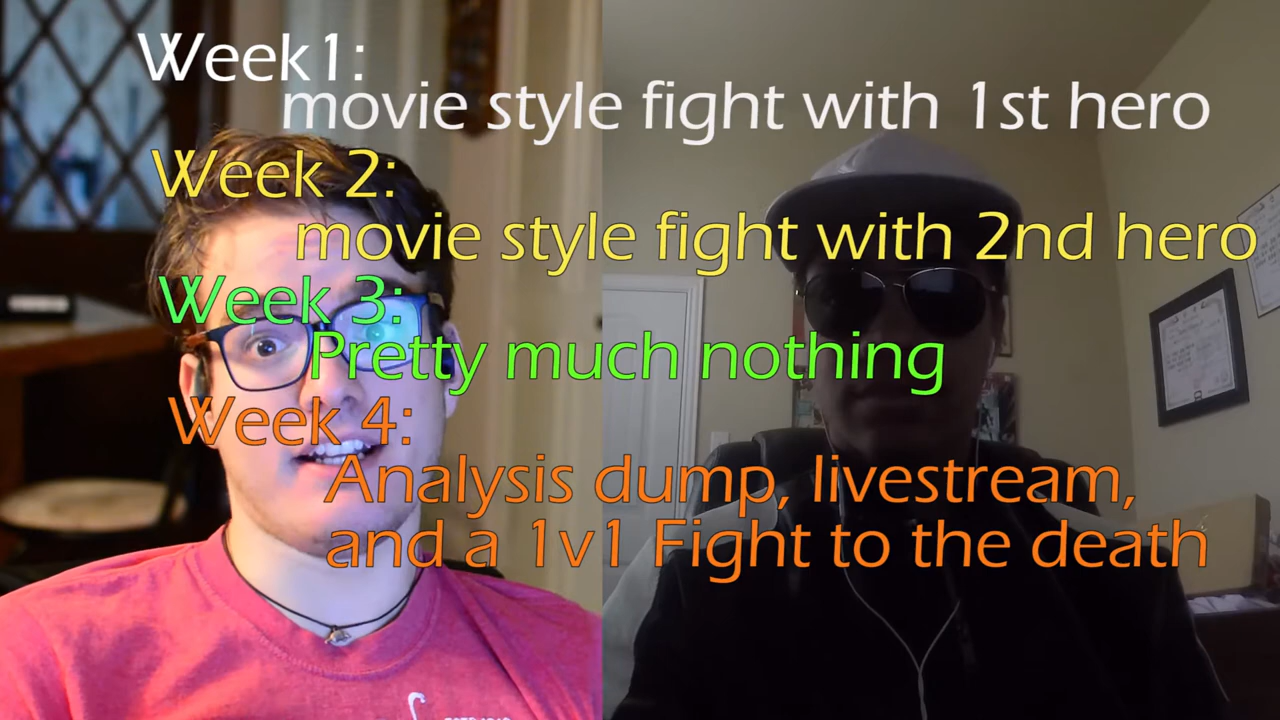 Week1:
movie style fight with 1st hero
Week 2:
movie style fight with 2nd hero
Week 3:
Pretty much nothing
Week 4:
Analysis dump, livestream,
and a 1v1 Fight to the death